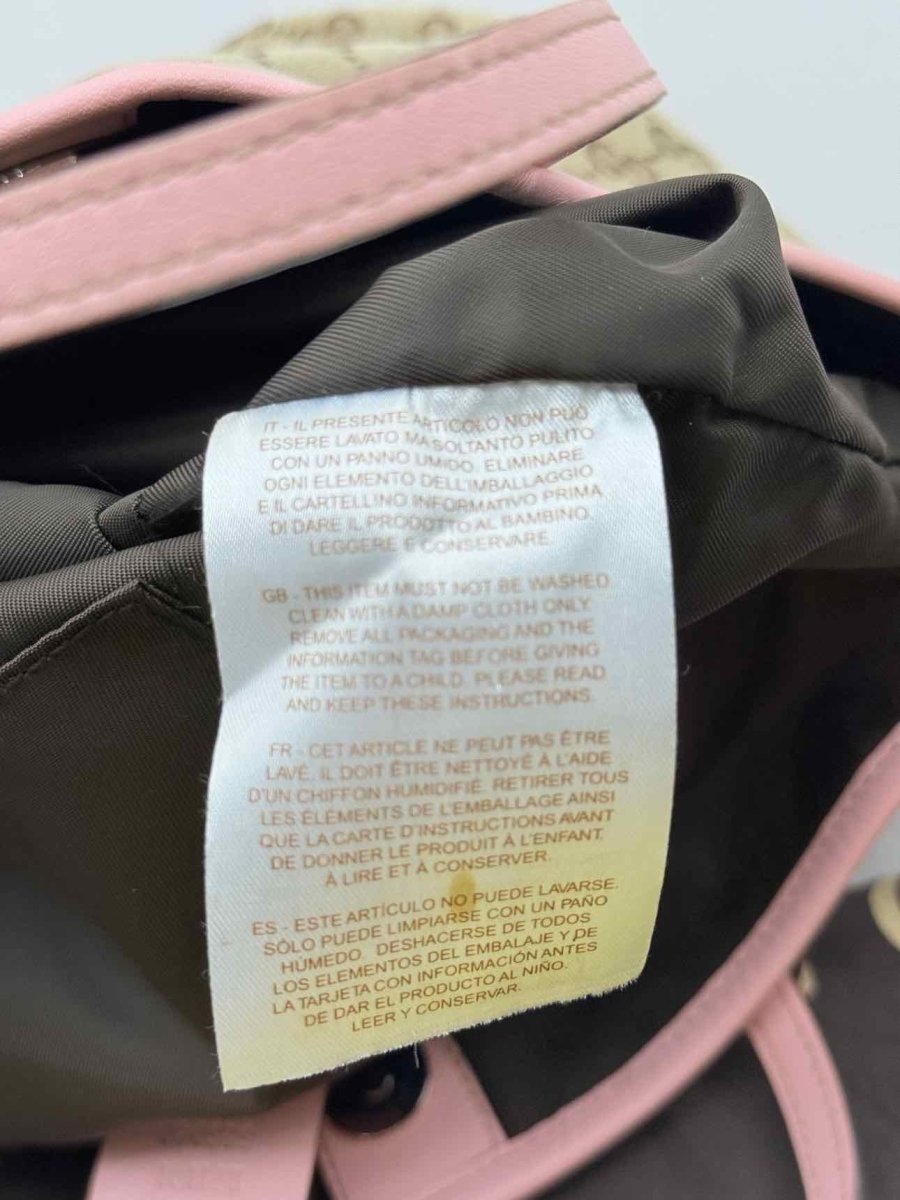 IT - IL PRESENTE ARTICOLO NON PUÒ
ESSERE LAVATO MA SOLTANTO PULITO
CON UN PANNO UMIDO. ELIMINARE
OGNI ELEMENTO DELL'IMBALLAGGIO
E IL CARTELLINO INFORMATIVO PRIMA
DI DARE IL PRODOTTO AL BAMBINO.
LEGGERE E CONSERVARE.
GB - THIS ITEM MUST NOT BE WASHED
CLEAN WITH A DAMP CLOTH ONLY.
REMOVE ALL PACKAGING AND THE
INFORMATION TAG BEFORE GIVING
THE ITEM TO A CHILD. PLEASE READ
AND KEEP THESE INSTRUCTIONS.
FR - CET ARTICLE NE PEUT PAS ÊTRE
LAVÉ, IL DOIT ÊTRE NETTOYÉ À L'AIDE
D'UN CHIFFON HUMIDIFIÉ. RETIRER TOUS
LES ÉLÉMENTS DE L'EMBALLAGE AINSI
QUE LA CARTE D'INSTRUCTIONS AVANT
DE DONNER LE PRODUIT À L'ENFANT.
À LIRE ET À CONSERVER.
ES - ESTE ARTÍCULO NO PUEDE LAVARSE.
SÓLO PUEDE LIMPIARSE CON UN PAÑO
HÚMEDO. DESHACERSE DE TODOS
LOS ELEMENTOS DEL EMBALAJE Y DE
LA TARJETA CON INFORMACIÓN ANTES
DE DAR EL PRODUCTO AL NIÑO.
LEER Y CONSERVAR.